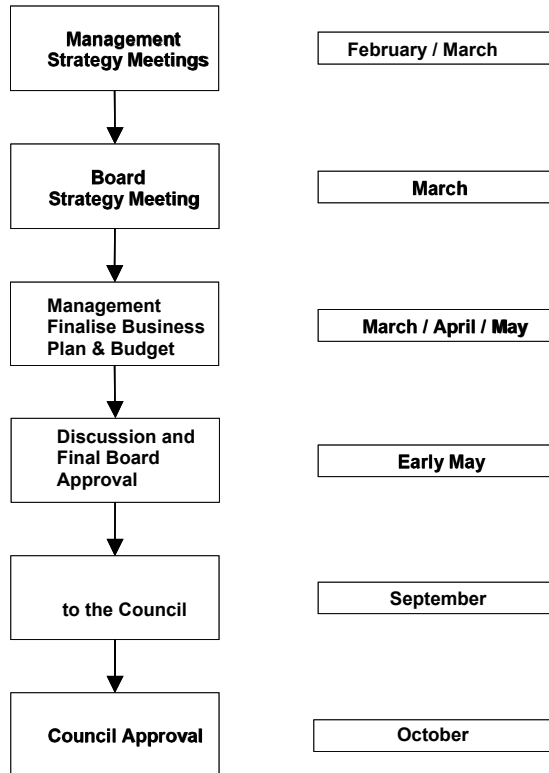 Management
Strategy Meetings
February / March
Board
Strategy Meeting
March
Management
Finalise Business
Plan & Budget
March / April / May
Discussion and
Final Board
Approval
Early May
to the Council
September
Council Approval
October